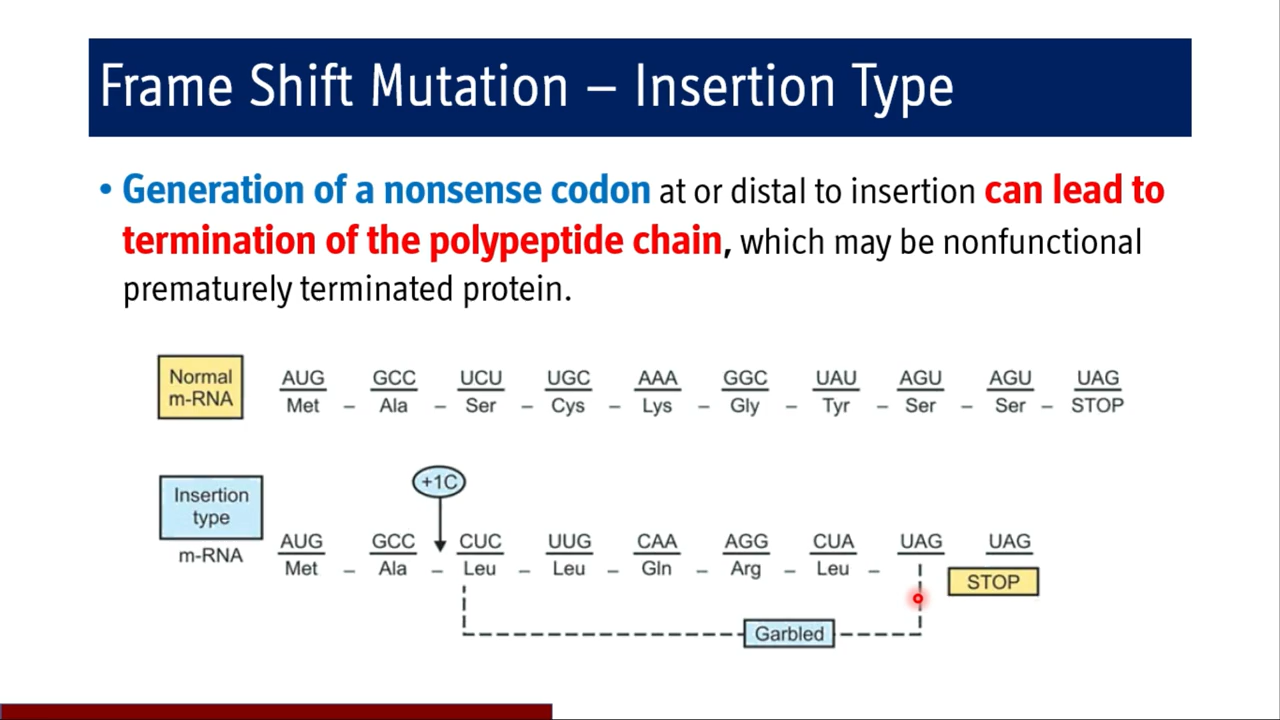 Frame Shift Mutation – Insertion Type
• Generation of a nonsense codon at or distal to insertion can lead to
termination of the polypeptide chain, which may be nonfunctional
prematurely terminated protein.
Normal
m-RNA
AUG GCC UCU UGC AAA GGC UAU AGU AGU UAG
Met – Ala – Ser – Cys – Lys – Gly – Tyr – Ser – Ser – STOP
+1C
Insertion
type
m-RNA
AUG GCC CUC UUG CAA AGG CUA UAG UAG
Met – Ala – Leu – Leu – Gln – Arg – Leu –
STOP
Garbled